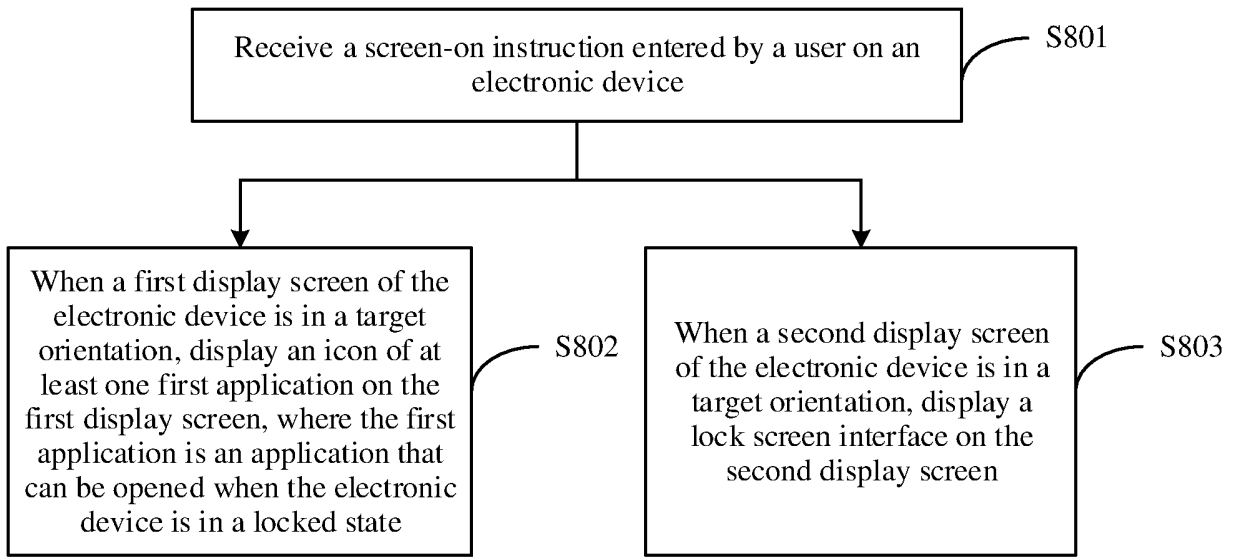 Receive a screen-on instruction entered by a user on an
electronic device
S801
When a first display screen of the
electronic device is in a target
orientation, display an icon of at
least one first application on the
first display screen, where the first
application is an application that
can be opened when the electronic
device is in a locked state
S802
When a second display screen
of the electronic device is in a
target orientation, display a
lock screen interface on the
second display screen
S803